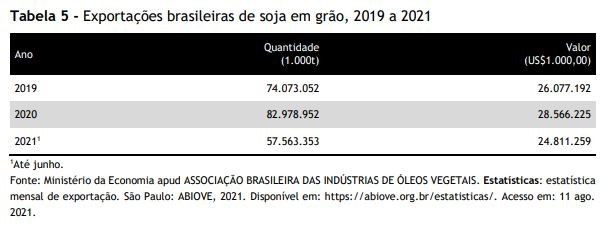 Tabela 5 - Exportações brasileiras de soja em grão, 2019 a 2021
Ano Quantidade (1.000t) Valor (US$1.000,00)
2019 74.073.052 26.077.192
2020 82.978.952 28.566.225
2021¹ 57.563.353 24.811.259
¹Até junho.
Fonte: Ministério da Economia apud ASSOCIAÇÃO BRASILEIRA DAS INDÚSTRIAS DE ÓLEOS VEGETAIS. Estatísticas: estatística
mensal de exportação. São Paulo: ABIOVE, 2021. Disponível em: https://abiove.org.br/estatisticas/. Acesso em: 11 ago.
2021.